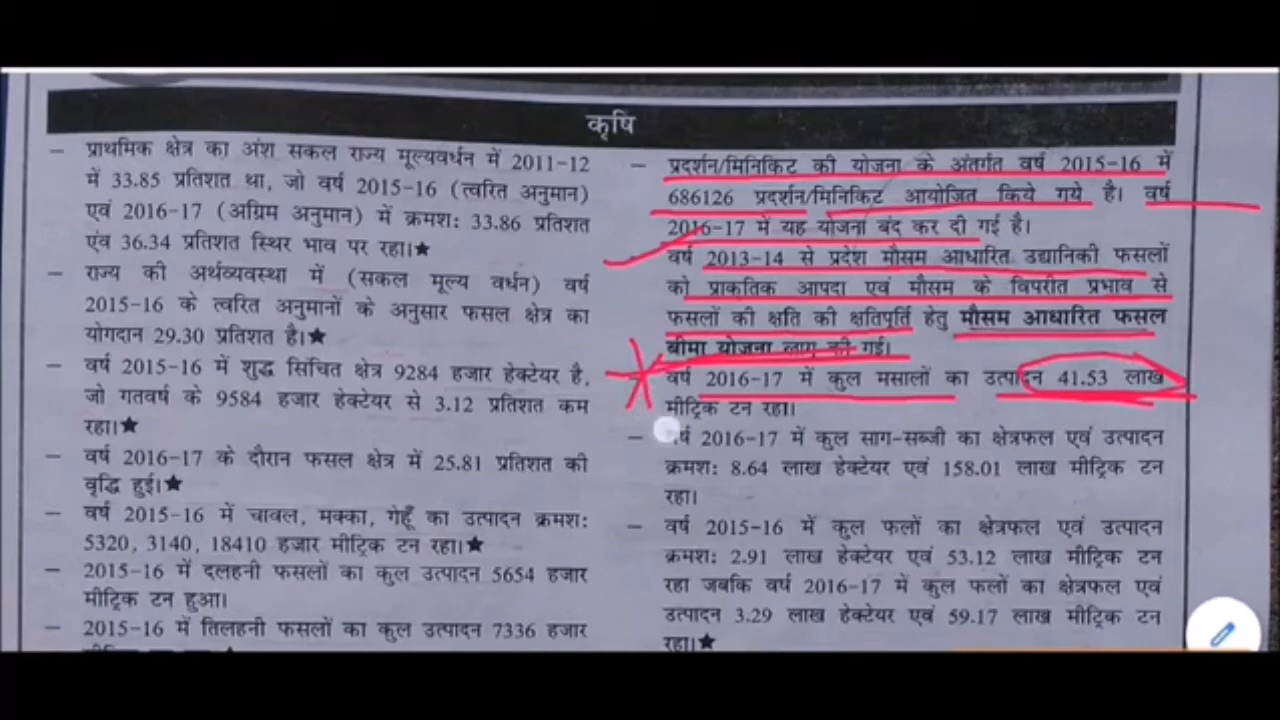 कृषि
– प्राथमिक क्षेत्र का अंश सकल राज्य मूल्यवर्धन में 2011-12
में 33.85 प्रतिशत था, जो वर्ष 2015-16 (त्वरित अनुमान)
एवं 2016-17 (अग्रिम अनुमान) में क्रमशः 33.86 प्रतिशत
एंव 36.34 प्रतिशत स्थिर भाव पर रहा।★
– राज्य की अर्थव्यवस्था में (सकल मूल्य वर्धन) वर्ष
2015-16 के त्वरित अनुमानों के अनुसार फसल क्षेत्र का
योगदान 29.30 प्रतिशत है।★
– वर्ष 2015-16 में शुद्ध सिंचित क्षेत्र 9284 हजार हेक्टेयर है,
जो गतवर्ष के 9584 हजार हेक्टेयर से 3.12 प्रतिशत कम
रहा।★
– वर्ष 2016-17 के दौरान फसल क्षेत्र में 25.81 प्रतिशत की
वृद्धि हुई।★
– वर्ष 2015-16 में चावल, मक्का, गेहूँ का उत्पादन क्रमशः
5320, 3140, 18410 हजार मीट्रिक टन रहा।★
– 2015-16 में दलहनी फसलों का कुल उत्पादन 5654 हजार
मीट्रिक टन हुआ।
– 2015-16 में तिलहनी फसलों का कुल उत्पादन 7336 हजार
– प्रदर्शन/मिनिकिट की योजना के अंतर्गत वर्ष 2015-16 में
686126 प्रदर्शन/मिनिकिट आयोजित किये गये है। वर्ष
2016-17 में यह योजना बंद कर दी गई है।
वर्ष 2013-14 से प्रदेश मौसम आधारित उद्यानिकी फसलों
को प्राकतिक आपदा एवं मौसम के विपरीत प्रभाव से
फसलों की क्षति की क्षतिपूर्ति हेतु मौसम आधारित फसल
बीमा योजना लागू की गई।
वर्ष 2016-17 में कुल मसालों का उत्पादन 41.53 लाख
मीट्रिक टन रहा।
– वर्ष 2016-17 में कुल साग-सब्जी का क्षेत्रफल एवं उत्पादन
क्रमशः 8.64 लाख हेक्टेयर एवं 158.01 लाख मीट्रिक टन
रहा।
– वर्ष 2015-16 में कुल फलों का क्षेत्रफल एवं उत्पादन
क्रमशः 2.91 लाख हेक्टेयर एवं 53.12 लाख मीट्रिक टन
रहा जबकि वर्ष 2016-17 में कुल फलों का क्षेत्रफल एवं
उत्पादन 3.29 लाख हेक्टेयर एवं 59.17 लाख मीट्रिक टन
रहा।★